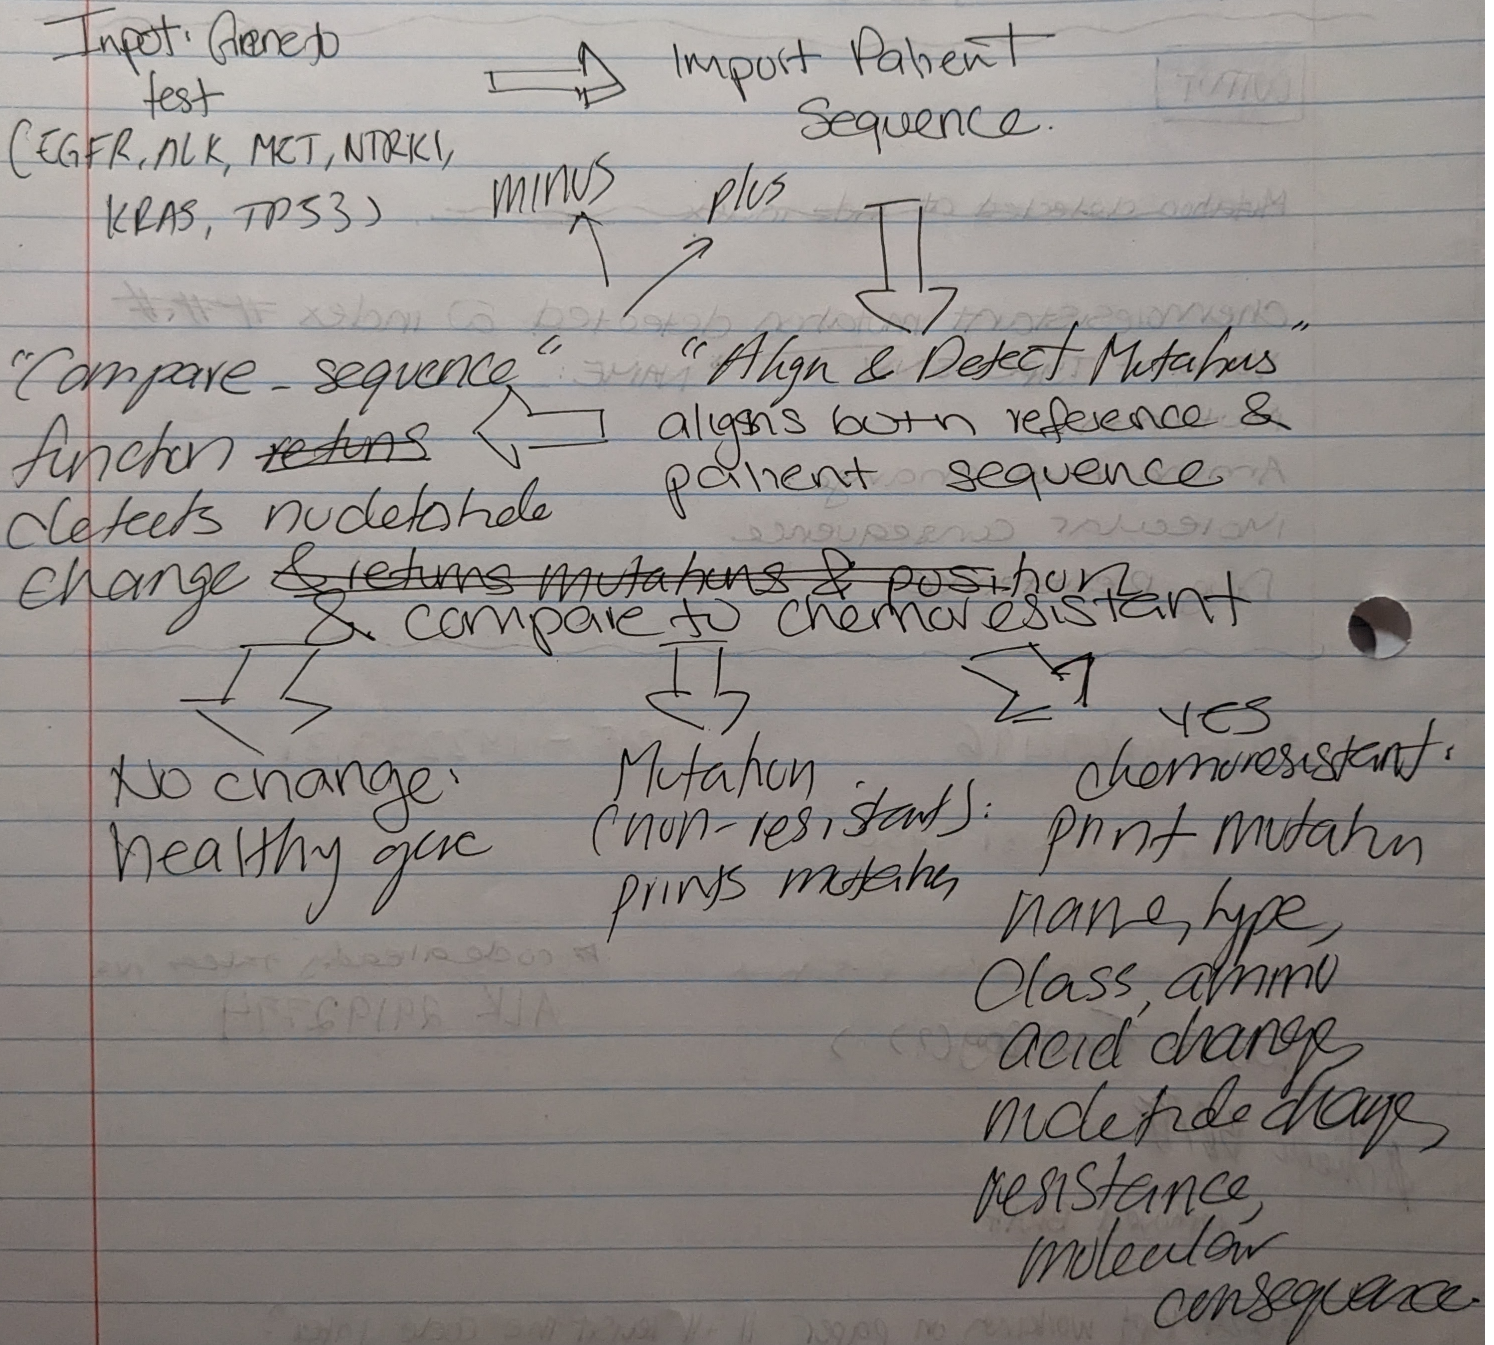 Input: Gene to
test
(EGFR, ALK, MET, NTRK1,
KRAS, TP53)
Import Patient
Sequence.
minus
plus
"Align & Detect Mutations"
aligns both reference &
patient sequence
"Compare_sequence"
function returns
detects nucleotide
change & returns mutations & position
& compare to chemoresistant
No change:
healthy gene
Mutation
(non-resistant):
prints mutation
Yes
chemoresistant:
print mutation
name, type,
Class, amino
acid change,
nucleotide change,
resistance,
molecular
consequence